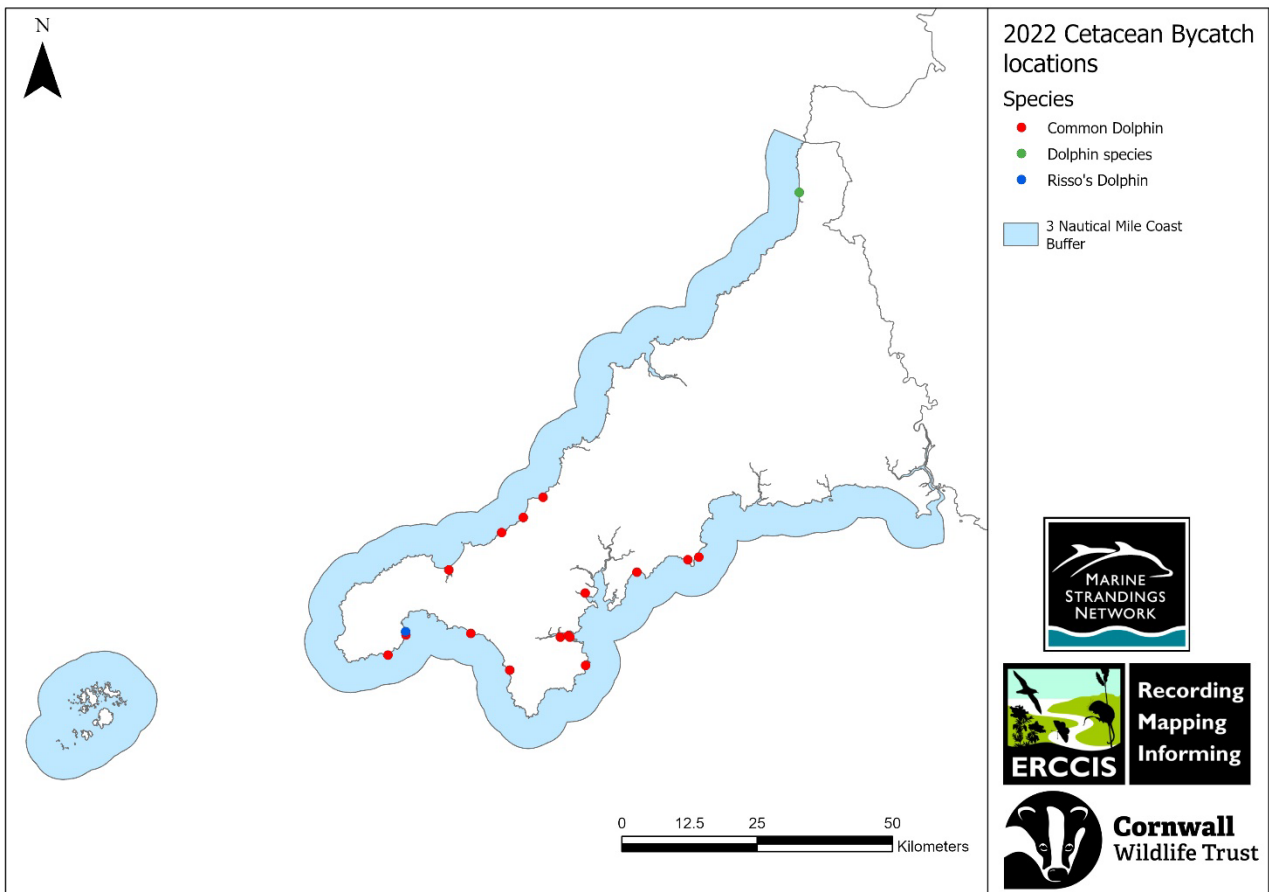 N
2022 Cetacean Bycatch
locations
Species
Common Dolphin
Dolphin species
Risso's Dolphin
3 Nautical Mile Coast
Buffer
MARINE
STRANDINGS
NETWORK
ERCCIS
Recording
Mapping
Informing
Cornwall
Wildlife Trust
0 12.5 25 50
Kilometers